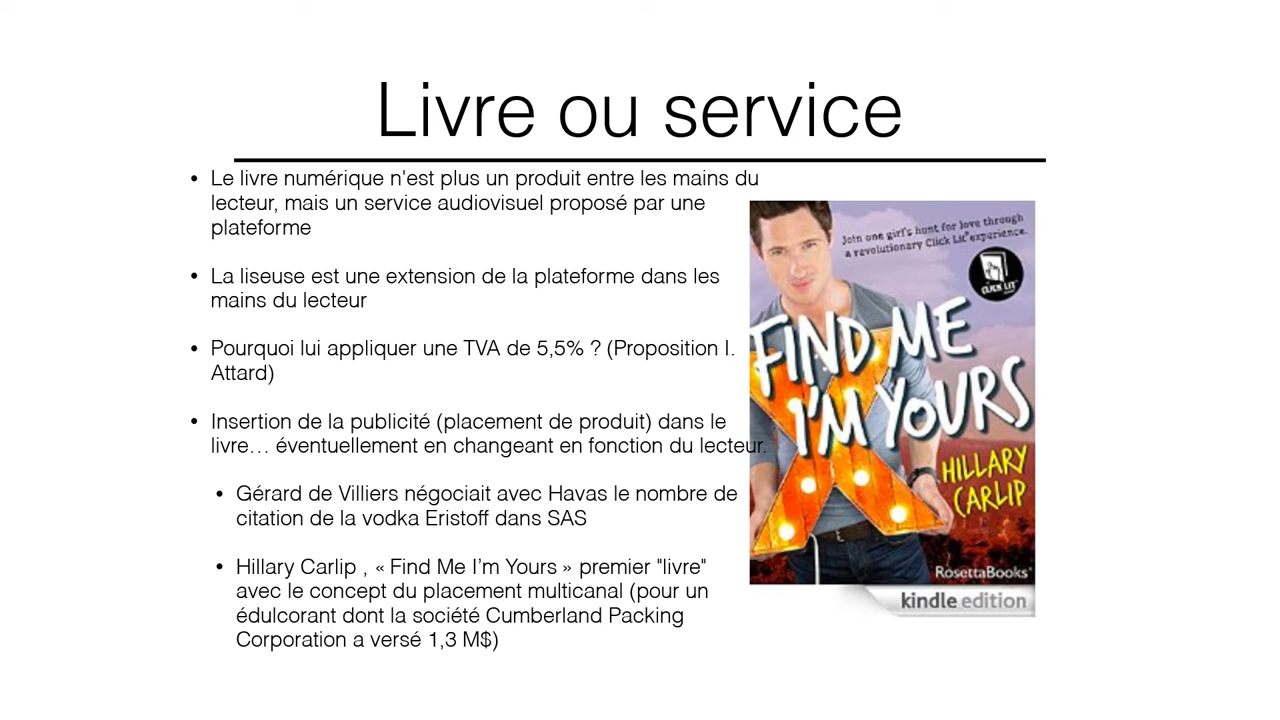 Livre ou service
• Le livre numérique n'est plus un produit entre les mains du
lecteur, mais un service audiovisuel proposé par une
plateforme
• La liseuse est une extension de la plateforme dans les
mains du lecteur
• Pourquoi lui appliquer une TVA de 5,5% ? (Proposition I.
Attard)
• Insertion de la publicité (placement de produit) dans le
livre… éventuellement en changeant en fonction du lecteur.
• Gérard de Villiers négociait avec Havas le nombre de
citation de la vodka Eristoff dans SAS
• Hillary Carlip , « Find Me I’m Yours » premier "livre"
avec le concept du placement multicanal (pour un
édulcorant dont la société Cumberland Packing
Corporation a versé 1,3 M$)
Join one girl's hunt for love through
a revolutionary Click Lit® experience.
CLICK LIT™
FIND ME
I'M YOURS
HILLARY
CARLIP
RosettaBooks®
kindle edition